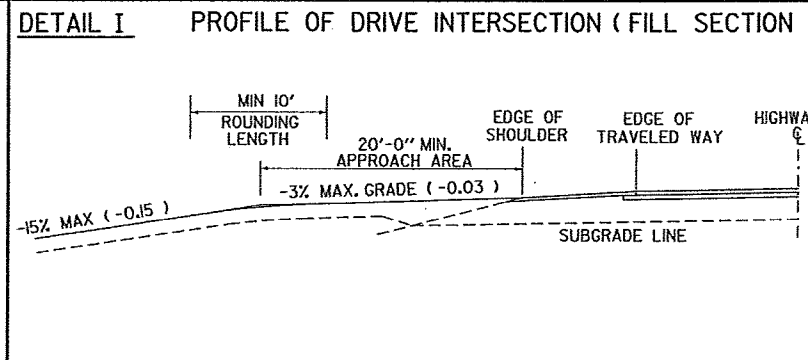 DETAIL I PROFILE OF DRIVE INTERSECTION ( FILL SECTION
MIN 10'
ROUNDING
LENGTH
20'-0" MIN.
APPROACH AREA
EDGE OF
SHOULDER
EDGE OF
TRAVELED WAY
HIGHWA
℄
-3% MAX. GRADE ( -0.03 )
-15% MAX ( -0.15 )
SUBGRADE LINE